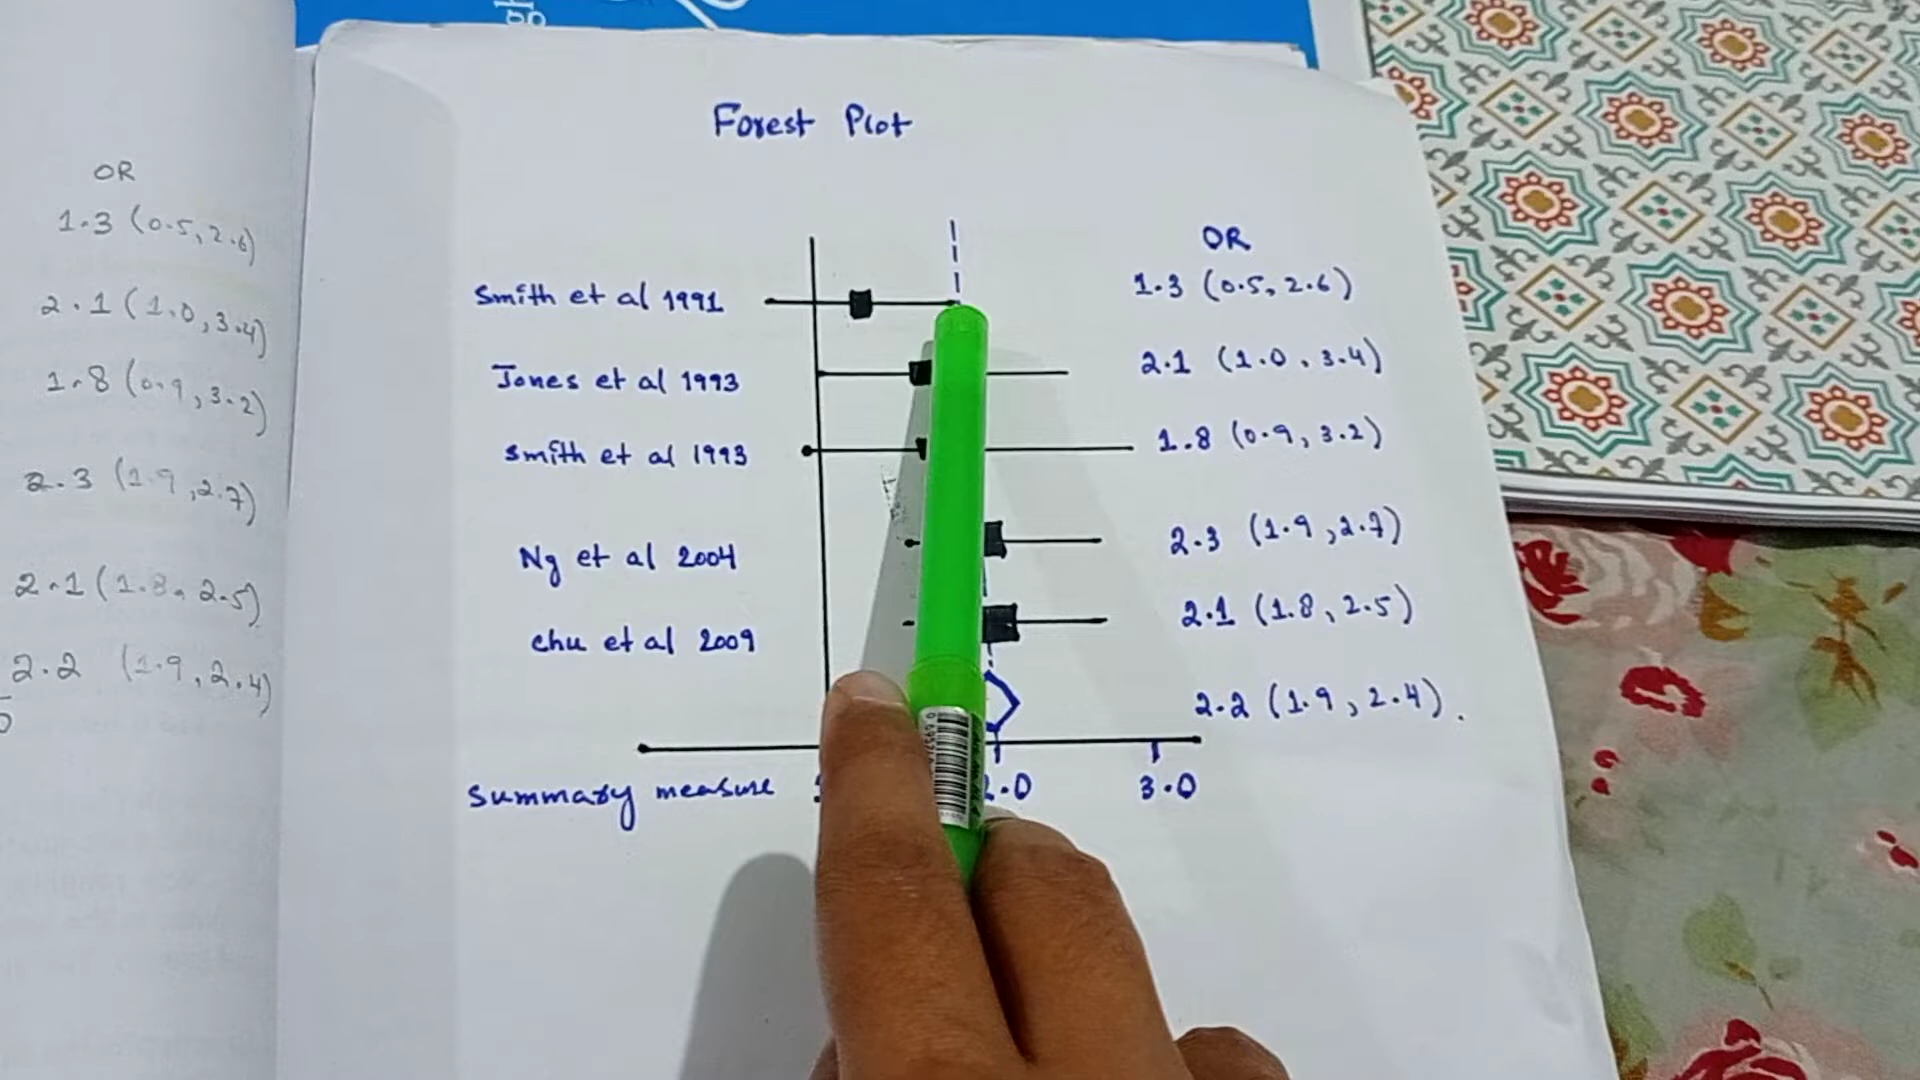 OR
1.3 (0.5, 2.6)
2.1 (1.0, 3.4)
1.8 (0.9, 3.2)
2.3 (1.9, 2.7)
2.1 (1.8, 2.5)
2.2 (1.9, 2.4)
Forest Plot
OR
Smith et al 1991 1.3 (0.5, 2.6)
Jones et al 1993 2.1 (1.0, 3.4)
Smith et al 1993 1.8 (0.9, 3.2)
Ng et al 2004 2.3 (1.9, 2.7)
Chu et al 2009 2.1 (1.8, 2.5)
2.2 (1.9, 2.4).
Summary measure 2.0 3.0